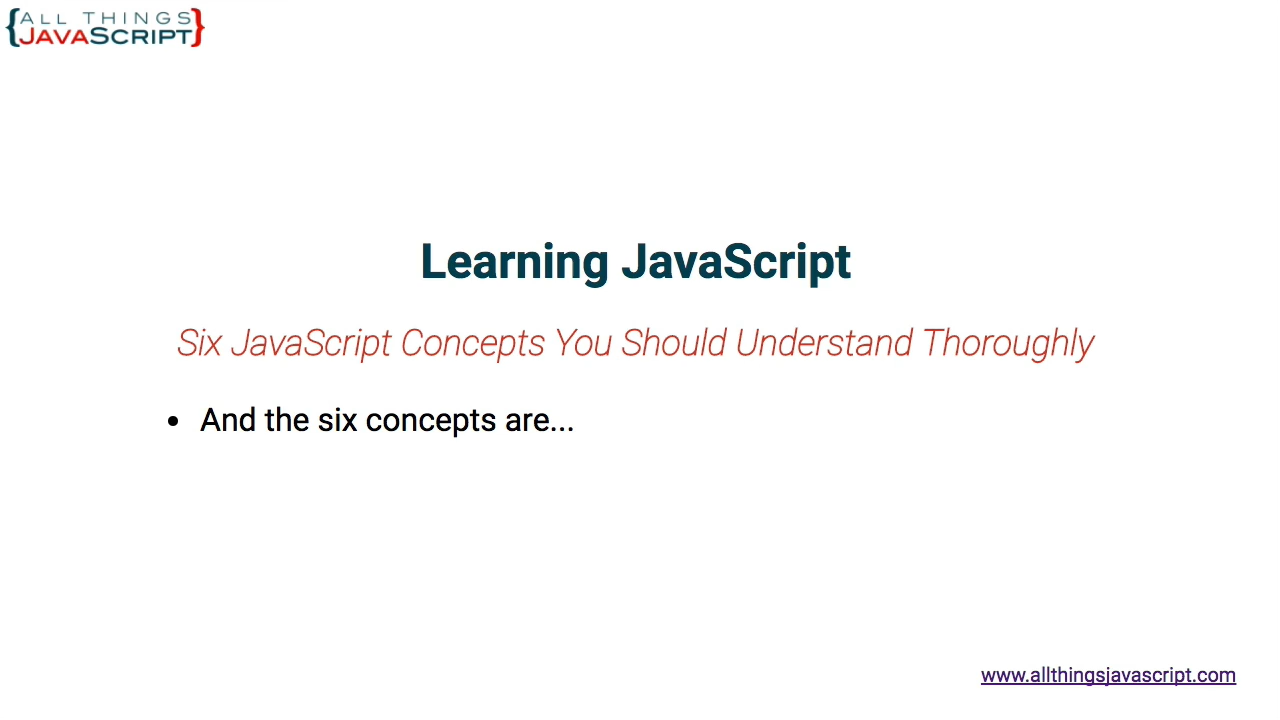 {ALL THINGS
JAVASCRIPT}
Learning JavaScript
Six JavaScript Concepts You Should Understand Thoroughly
• And the six concepts are...
www.allthingsjavascript.com